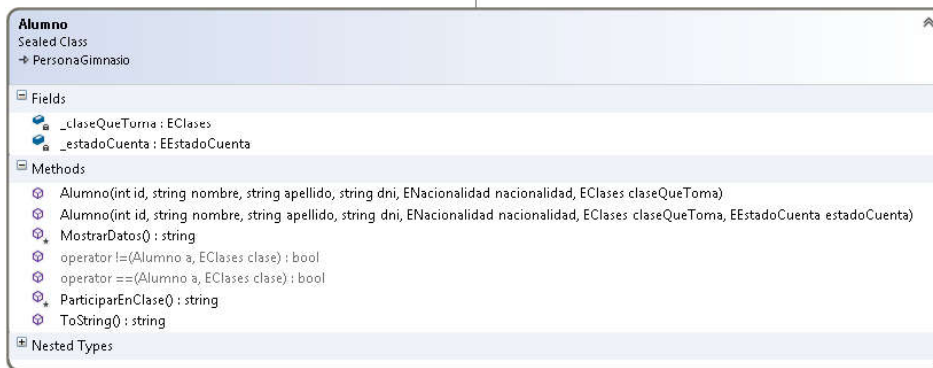 Alumno
Sealed Class
PersonaGimnasio
Fields
_claseQueToma : EClases
_estadoCuenta : EEstadoCuenta
Methods
Alumno(int id, string nombre, string apellido, string dni, ENacionalidad nacionalidad, EClases claseQueToma)
Alumno(int id, string nombre, string apellido, string dni, ENacionalidad nacionalidad, EClases claseQueToma, EEstadoCuenta estadoCuenta)
MostrarDatos() : string
operator !=(Alumno a, EClases clase) : bool
operator ==(Alumno a, EClases clase) : bool
ParticiparEnClase() : string
ToString() : string
Nested Types